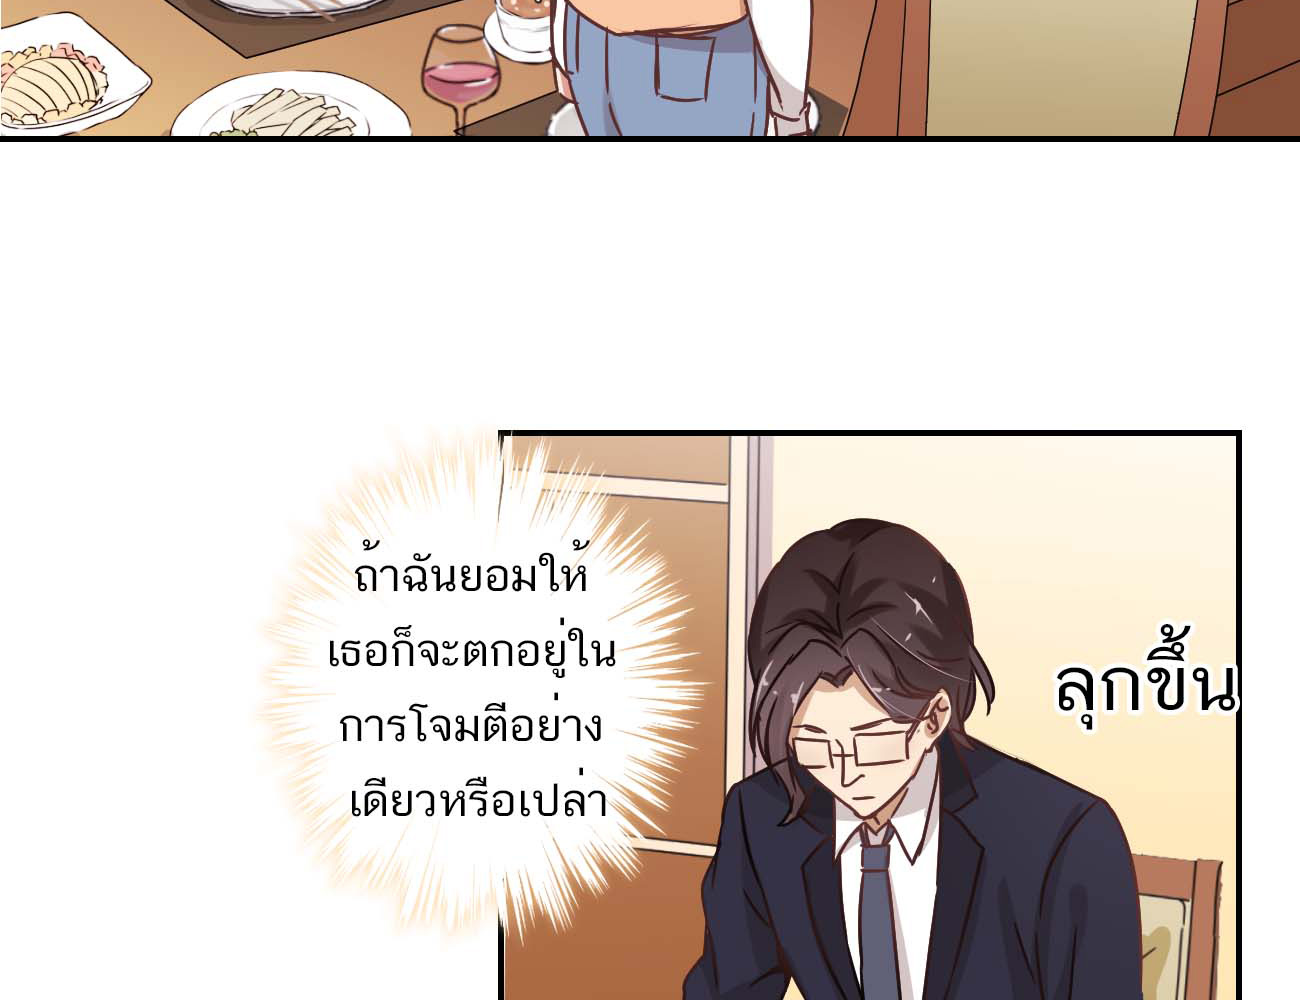 ถ้าฉันยอมให้
เธอก็จะตกอยู่ใน
การโจมตีอย่าง
เดียวหรือเปล่า
ลุกขึ้น